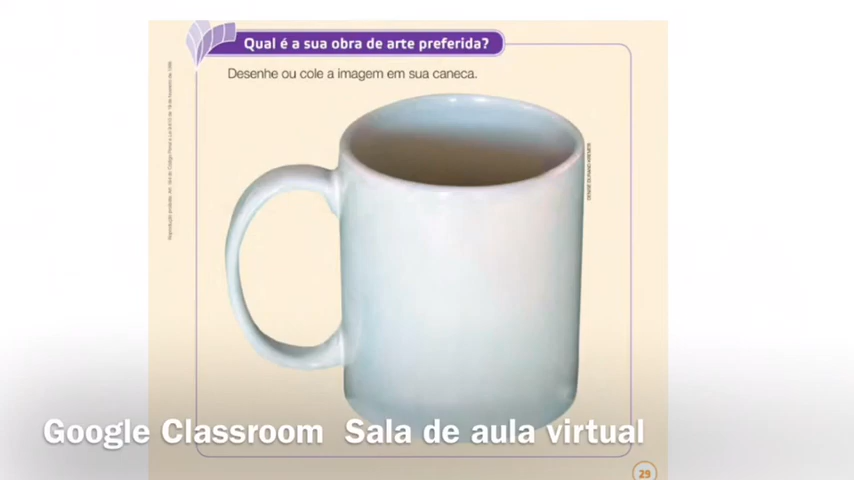 Qual é a sua obra de arte preferida?
Desenhe ou cole a imagem em sua caneca.
Google Classroom Sala de aula virtual
29